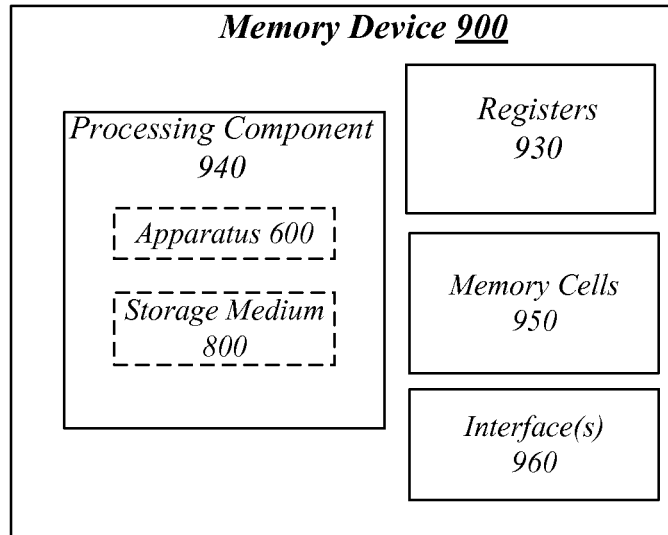 Memory Device 900
Processing Component
940
Apparatus 600
Storage Medium
800
Registers
930
Memory Cells
950
Interface(s)
960